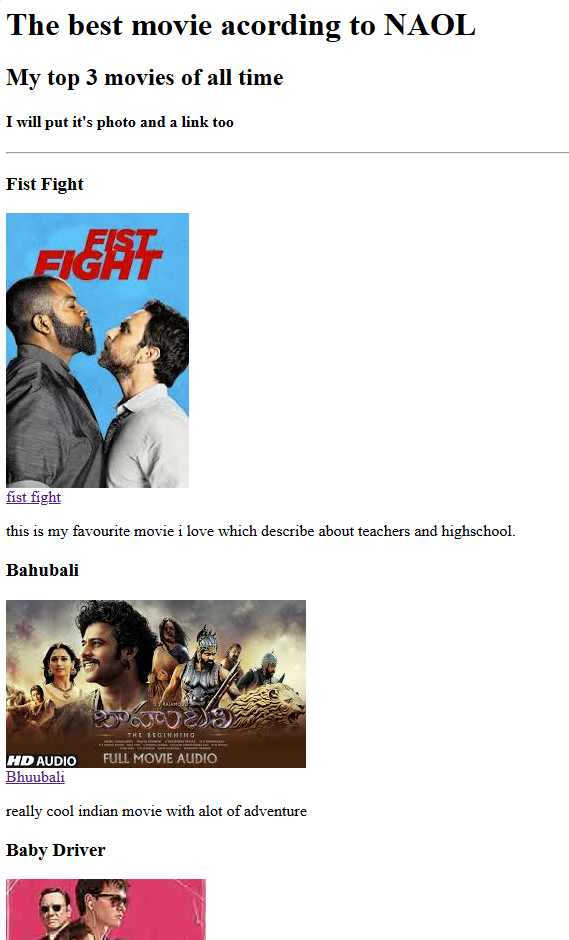 The best movie acording to NAOL
My top 3 movies of all time
I will put it's photo and a link too
Fist Fight
FIST
FIGHT
fist fight
this is my favourite movie i love which describe about teachers and highschool.
Bahubali
బాహుబలి
THE BEGINNING
HD AUDIO
FULL MOVIE AUDIO
Bhuubali
really cool indian movie with alot of adventure
Baby Driver